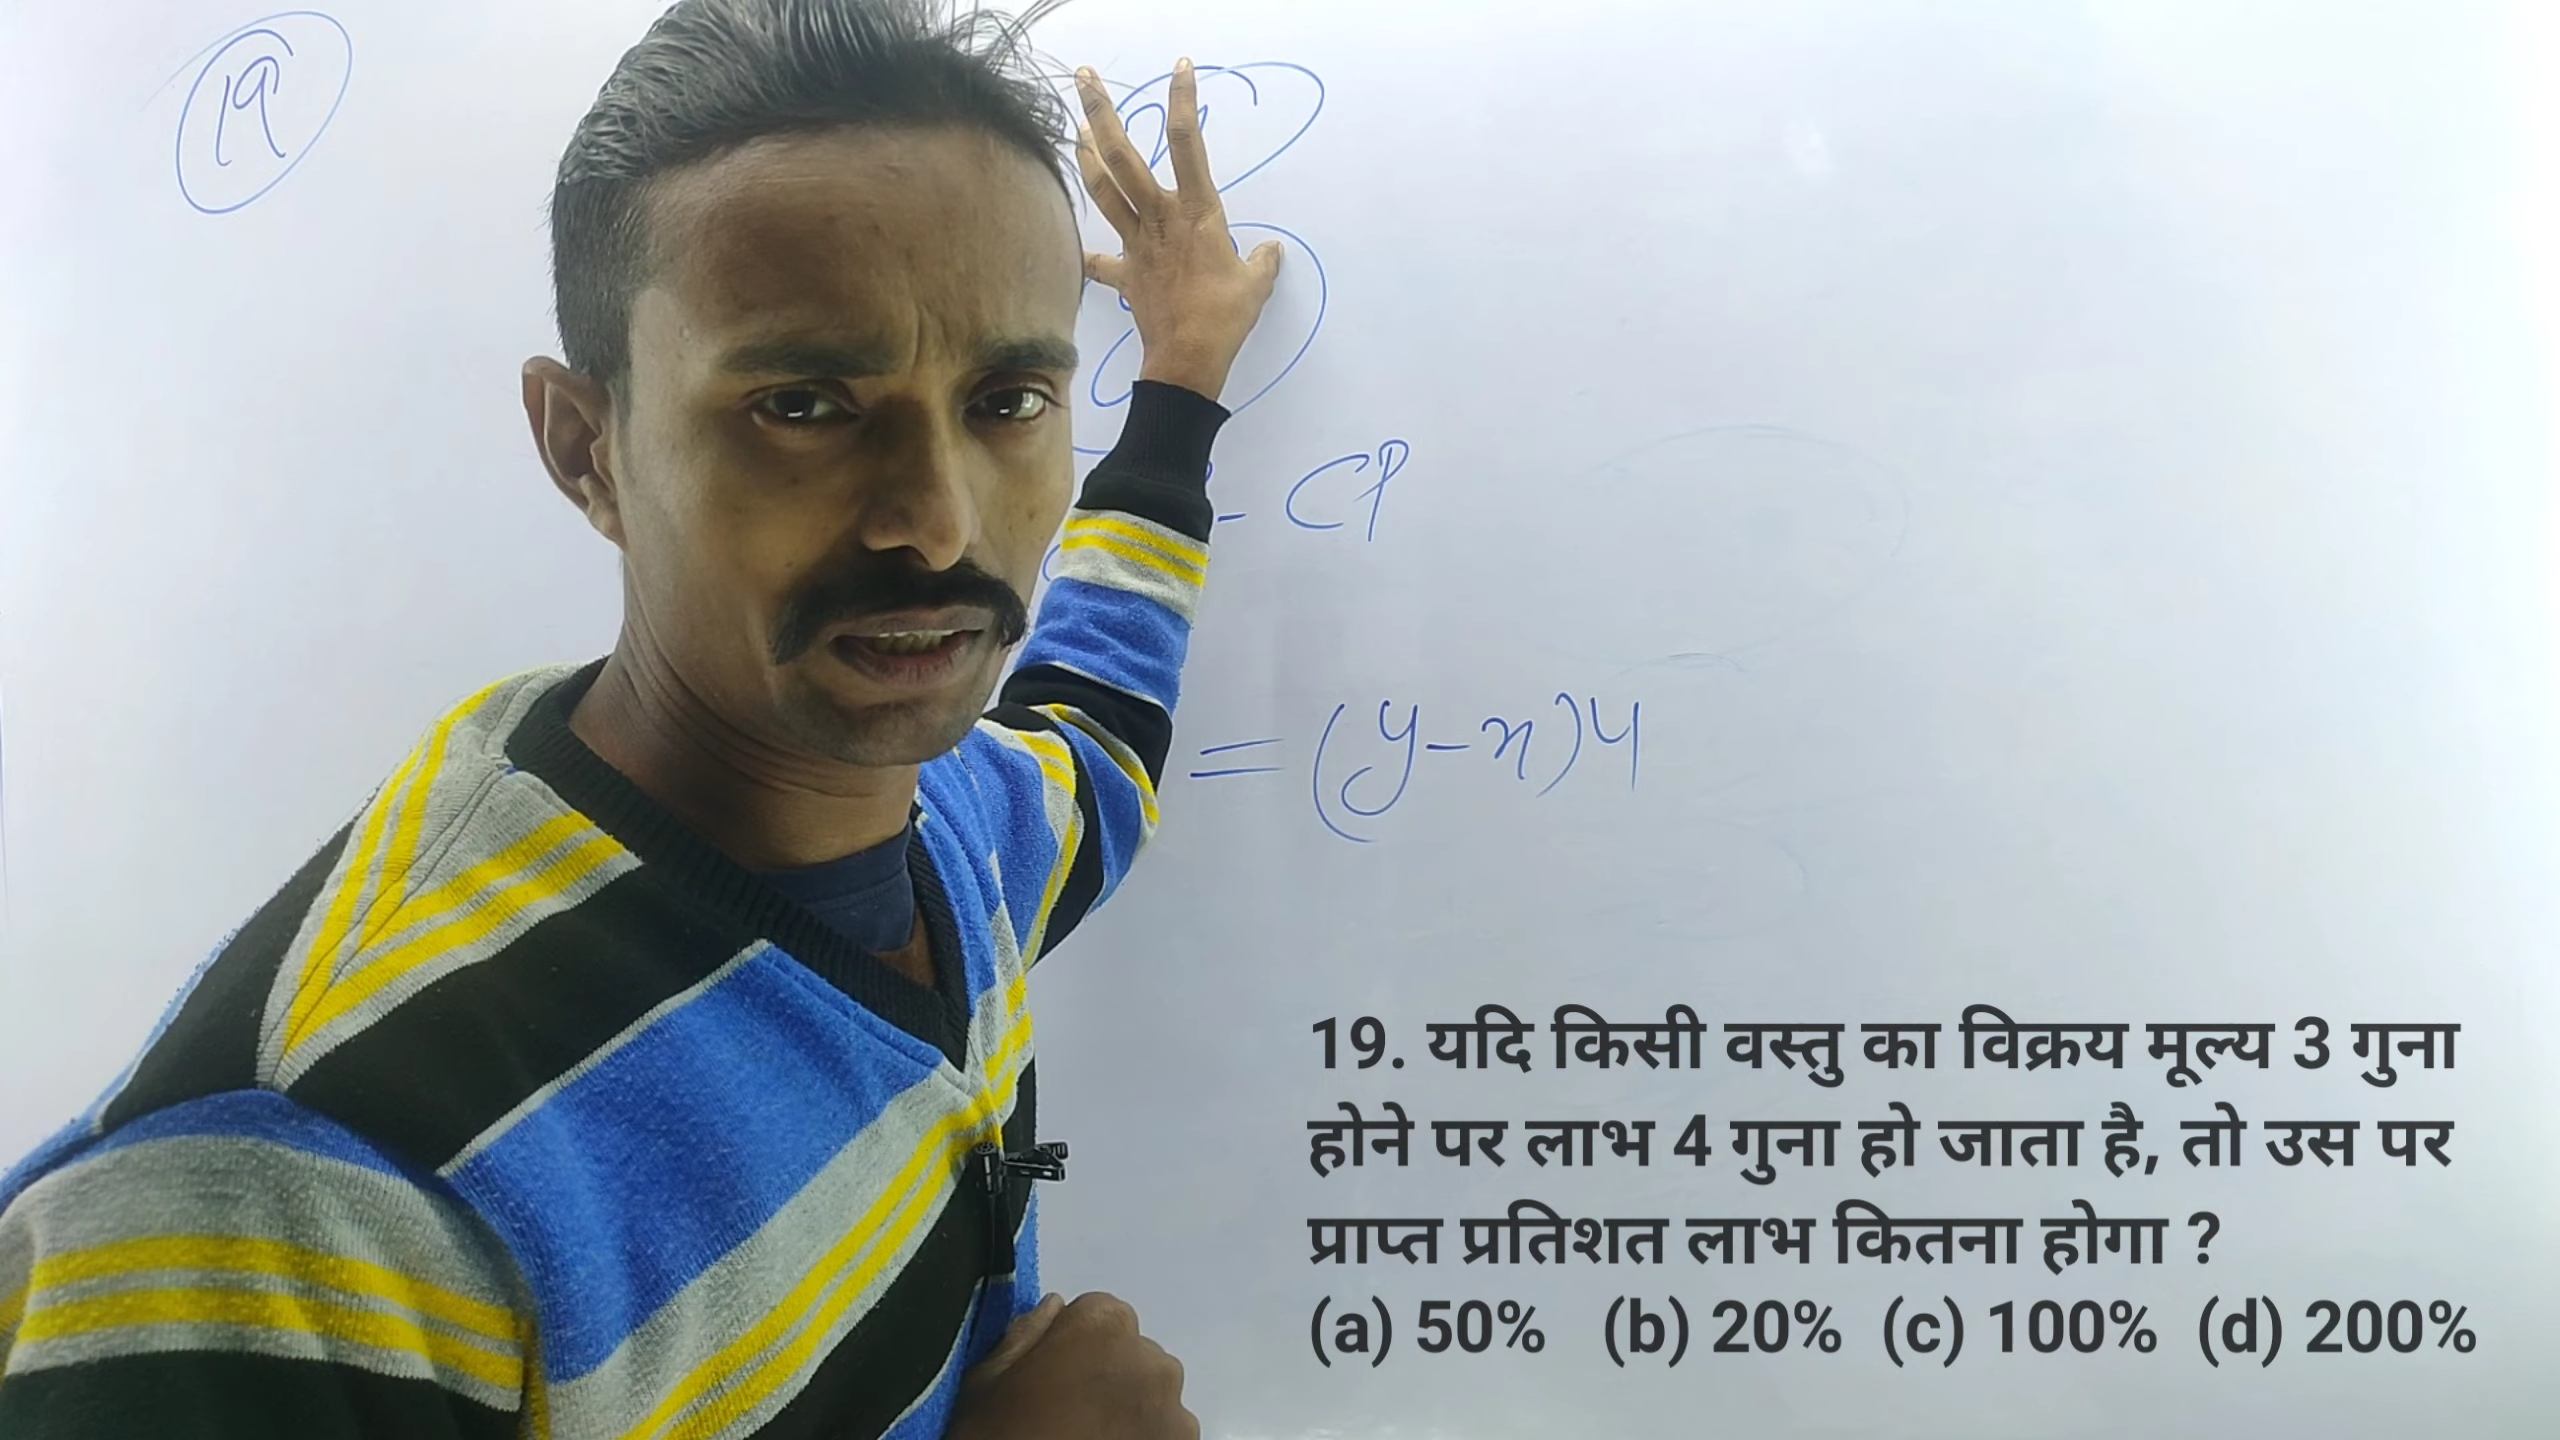 19
- CP
= (y-x)4
19. यदि किसी वस्तु का विक्रय मूल्य 3 गुना
होने पर लाभ 4 गुना हो जाता है, तो उस पर
प्राप्त प्रतिशत लाभ कितना होगा ?
(a) 50% (b) 20% (c) 100% (d) 200%